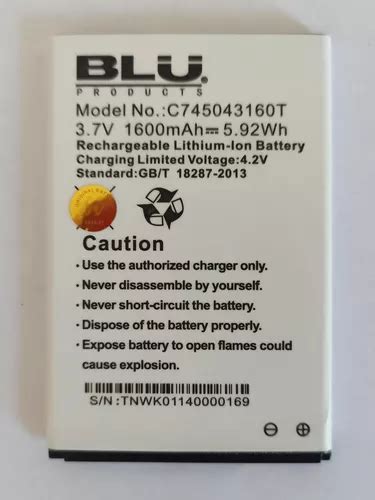 BLU
PRODUCTS
Model No.:C745043160T
3.7V 1600mAh⎓5.92Wh
Rechargeable Lithium-Ion Battery
Charging Limited Voltage:4.2V
Standard:GB/T 18287-2013
Caution
·Use the authorized charger only.
·Never disassemble by yourself.
·Never short-circuit the battery.
·Dispose of the battery properly.
·Expose battery to open flames could
cause explosion.
S/N:TNWK01140000169
⊖ ⊕